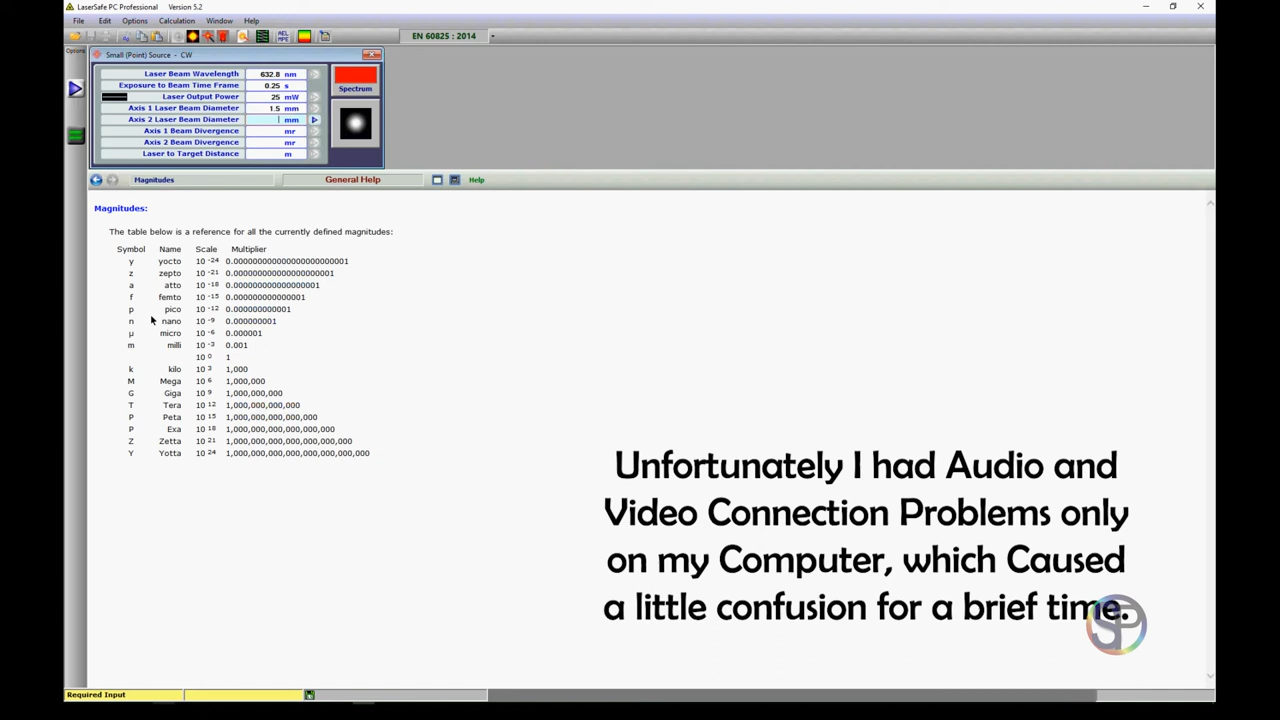 LaserSafe PC Professional Version 5.2
File Edit Options Calculation Window Help
AEL
MPE
EN 60825 : 2014
Options
Small (Point) Source - CW
Laser Beam Wavelength 632.8 nm
Exposure to Beam Time Frame 0.25 s
Laser Output Power 25 mW
Axis 1 Laser Beam Diameter 1.5 mm
Axis 2 Laser Beam Diameter mm
Axis 1 Beam Divergence mr
Axis 2 Beam Divergence mr
Laser to Target Distance m
Spectrum
Magnitudes General Help Help
Magnitudes:
The table below is a reference for all the currently defined magnitudes:
Symbol Name Scale Multiplier
y yocto 10 -24 0.000000000000000000000001
z zepto 10 -21 0.000000000000000000001
a atto 10 -18 0.000000000000000001
f femto 10 -15 0.000000000000001
p pico 10 -12 0.000000000001
n nano 10 -9 0.000000001
µ micro 10 -6 0.000001
m milli 10 -3 0.001
10 0 1
k kilo 10 3 1,000
M Mega 10 6 1,000,000
G Giga 10 9 1,000,000,000
T Tera 10 12 1,000,000,000,000
P Peta 10 15 1,000,000,000,000,000
P Exa 10 18 1,000,000,000,000,000,000
Z Zetta 10 21 1,000,000,000,000,000,000,000
Y Yotta 10 24 1,000,000,000,000,000,000,000,000
Unfortunately I had Audio and
Video Connection Problems only
on my Computer, which Caused
a little confusion for a brief time.
SP
Required Input